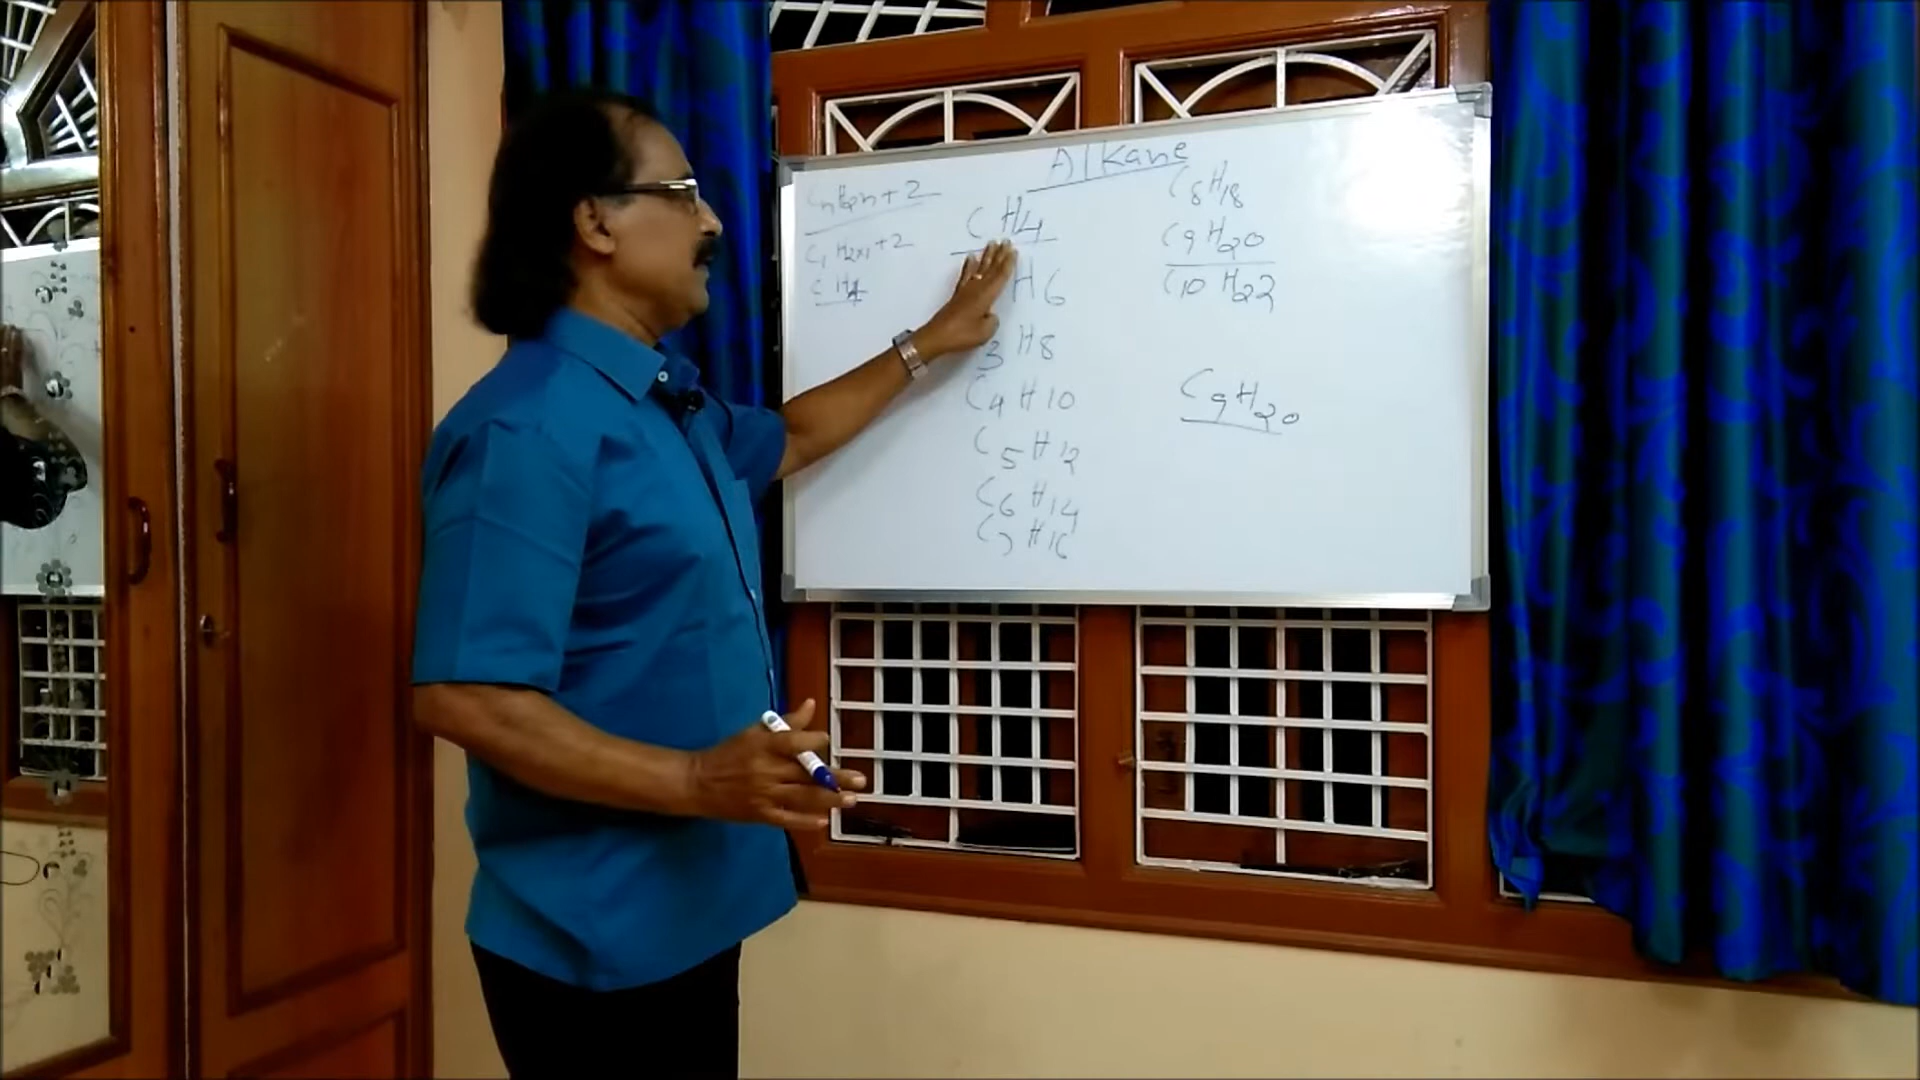 Alkane
CnH2n+2
C1H2x1+2
CH4
CH4
H6
3H8
C4H10
C5H12
C6H14
C7H16
C8H18
C9H20
C10H22
C9H20